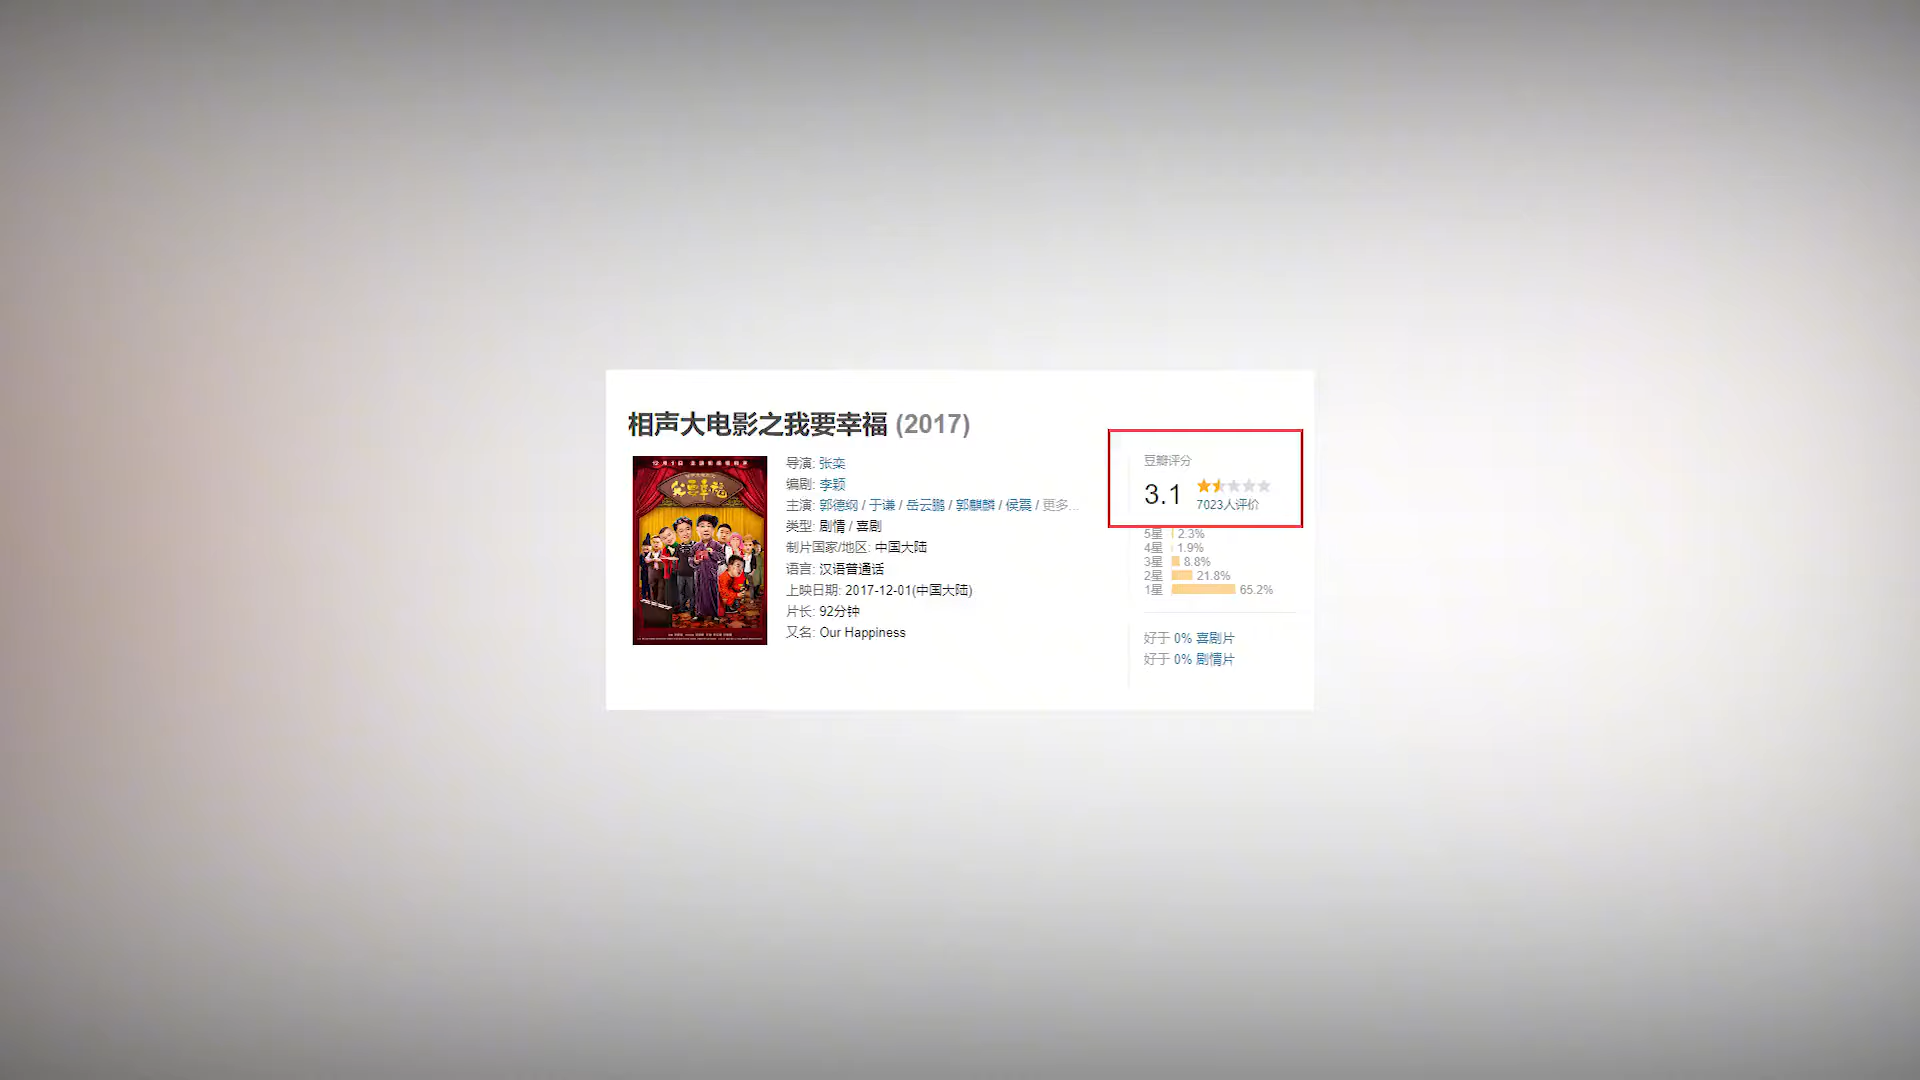 相声大电影之我要幸福 (2017)
导演: 张栾
编剧: 李颖
主演: 郭德纲 / 于谦 / 岳云鹏 / 郭麒麟 / 侯震 / 更多...
类型: 剧情 / 喜剧
制片国家/地区: 中国大陆
语言: 汉语普通话
上映日期: 2017-12-01(中国大陆)
片长: 92分钟
又名: Our Happiness
豆瓣评分
3.1
7023人评价
5星 2.3%
4星 1.9%
3星 8.8%
2星 21.8%
1星 65.2%
好于 0% 喜剧片
好于 0% 剧情片